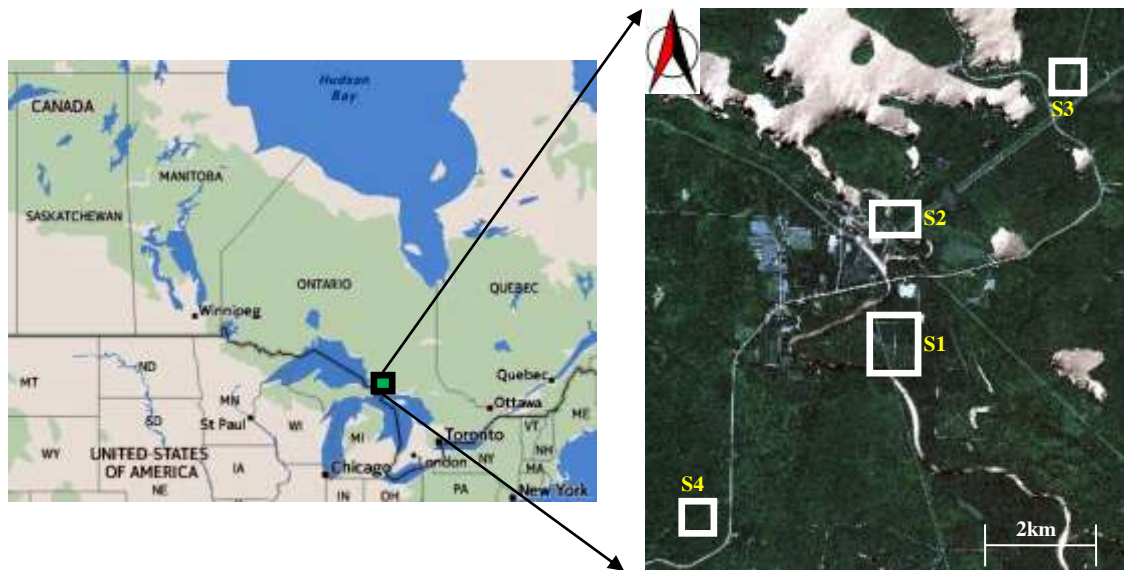 Hudson
Bay
CANADA
MANITOBA
SASKATCHEWAN
ONTARIO
QUEBEC
Winnipeg
ND
MT
MN
Quebec
Ottawa
ME
SD
St Paul
WI
MI
Toronto
VT
NH
WY
UNITED STATES
OF AMERICA
London
NY
MA
IA
Chicago
PA
NE
IN
OH
New York
S3
S2
S1
S4
2km